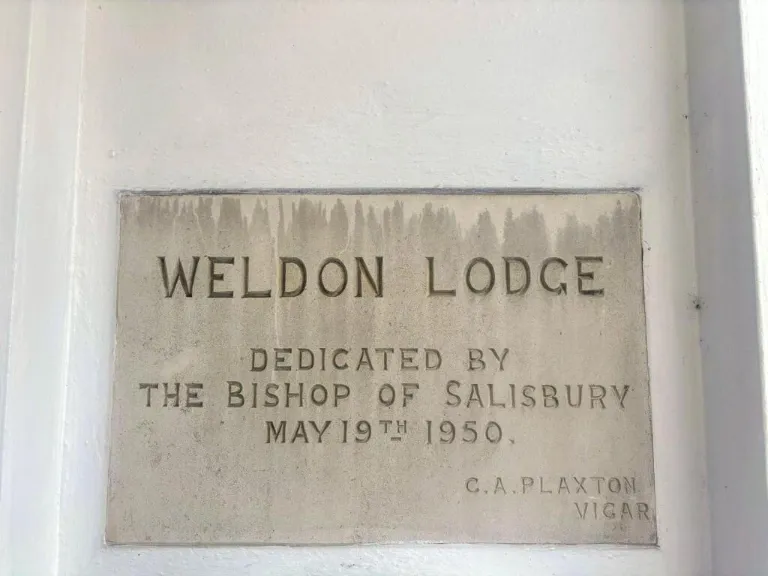 WELDON LODGE
DEDICATED BY
THE BISHOP OF SALISBURY
MAY 19TH 1950.
C.A.PLAXTON
VICAR